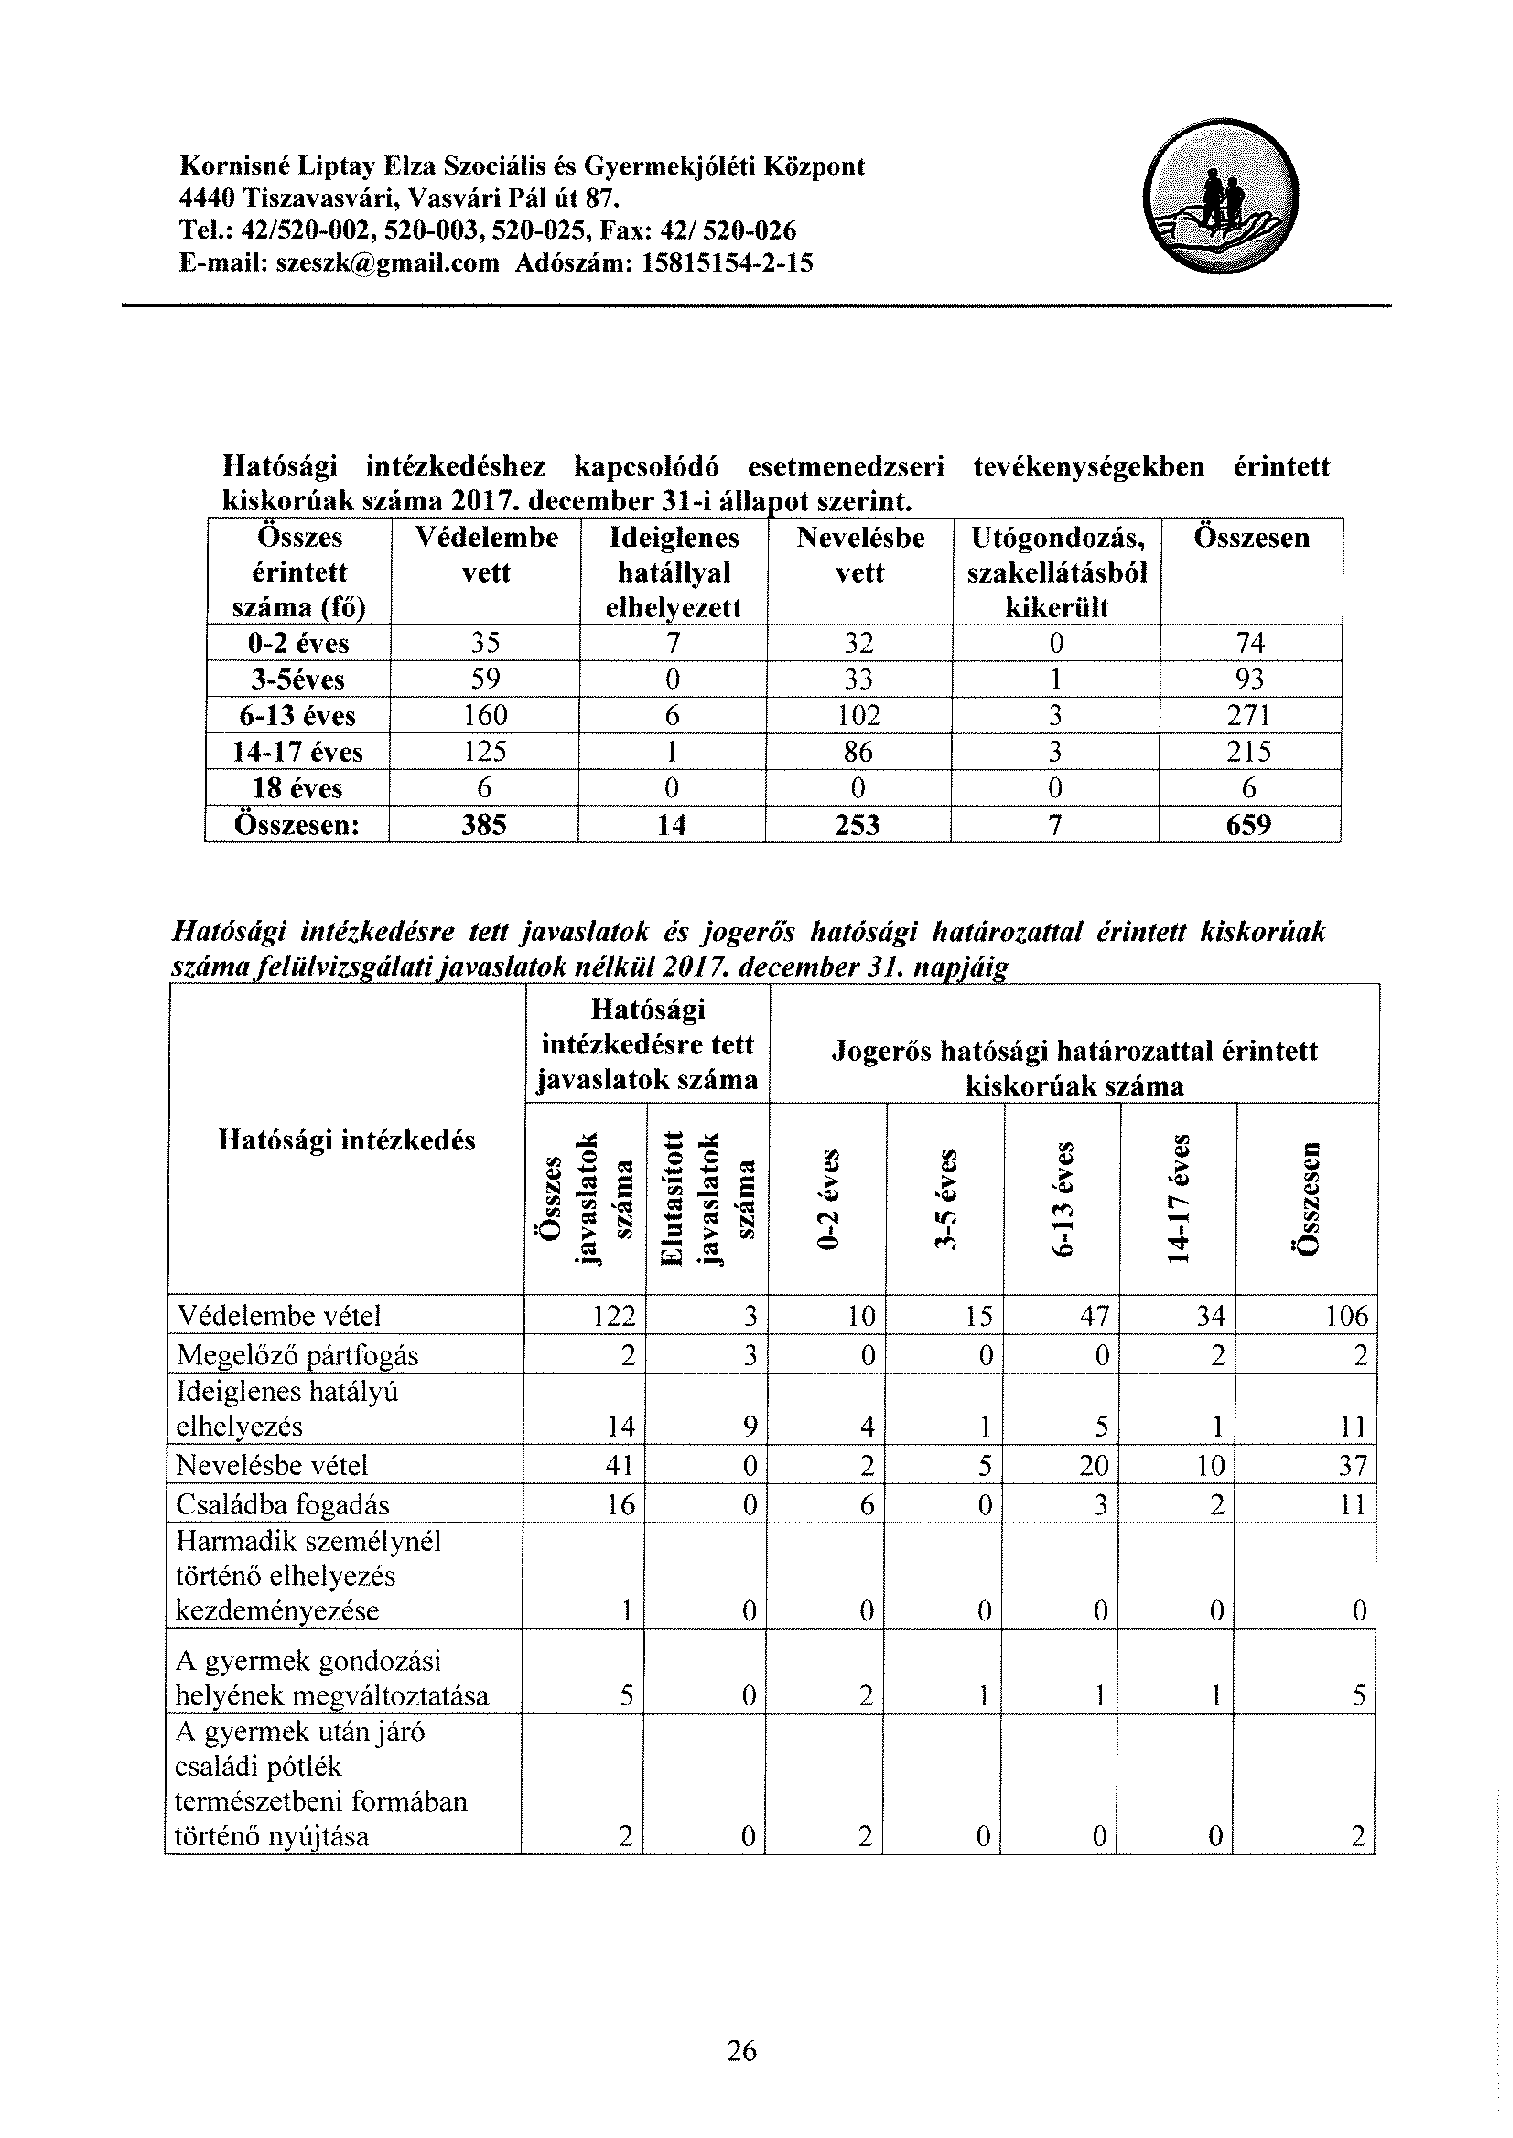 Kornisné Liptay Elza Szociális és Gyermekjóléti Központ
4440 Tiszavasvári, Vasvári Pál út 87.
Tel.: 42/520-002, 520-003, 520-025, Fax: 42/ 520-026
E-mail: szeszk@gmail.com Adószám: 15815154-2-15
Hatósági intézkedéshez kapcsolódó esetmenedzseri tevékenységekben érintett
kiskorúak száma 2017. december 31-i állapot szerint.
Összes érintett száma (fő) Védelembe vett Ideiglenes hatállyal elhelyezett Nevelésbe vett Utógondozás, szakellátásból kikerült Összesen
0-2 éves 35 7 32 0 74
3-5éves 59 0 33 1 93
6-13 éves 160 6 102 3 271
14-17 éves 125 1 86 3 215
18 éves 6 0 0 0 6
Összesen: 385 14 253 7 659
Hatósági intézkedésre tett javaslatok és jogerős hatósági határozattal érintett kiskorúak
száma felülvizsgálati javaslatok nélkül 2017. december 31. napjáig
Hatósági intézkedés
Hatósági
intézkedésre tett
javaslatok száma
Jogerős hatósági határozattal érintett
kiskorúak száma
Összes javaslatok száma
Elutasított javaslatok száma
0-2 éves
3-5 éves
6-13 éves
14-17 éves
Összesen
Védelembe vétel 122 3 10 15 47 34 106
Megelőző pártfogás 2 3 0 0 0 2 2
Ideiglenes hatályú
elhelyezés 14 9 4 1 5 1 11
Nevelésbe vétel 41 0 2 5 20 10 37
Családba fogadás 16 0 6 0 3 2 11
Harmadik személynél
történő elhelyezés
kezdeményezése 1 0 0 0 0 0 0
A gyermek gondozási
helyének megváltoztatása 5 0 2 1 1 1 5
A gyermek után járó
családi pótlék
természetbeni formában
történő nyújtása 2 0 2 0 0 0 2
26